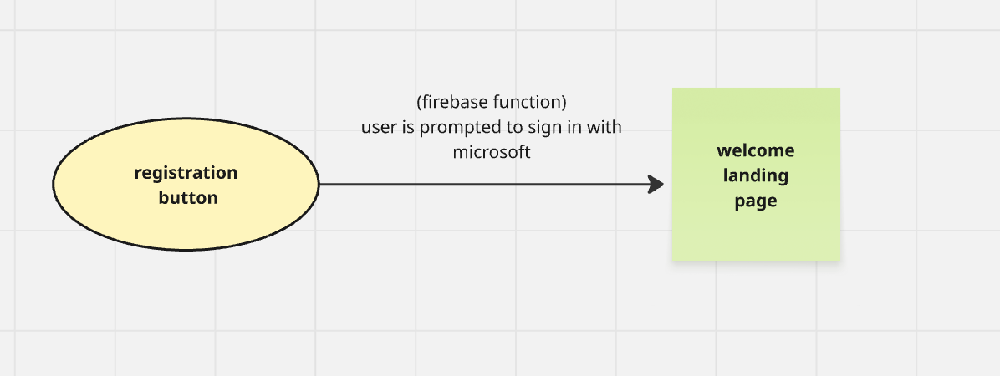 registration
button
(firebase function)
user is prompted to sign in with
microsoft
welcome
landing
page